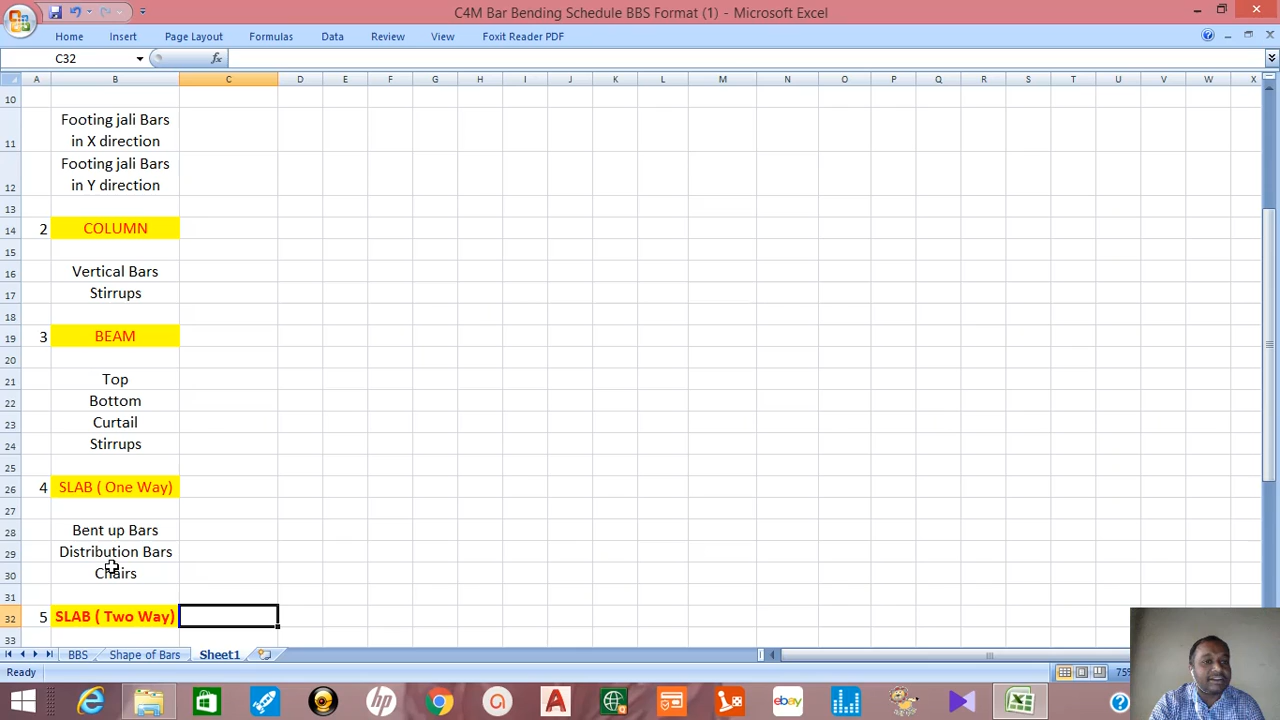 C4M Bar Bending Schedule BBS Format (1) - Microsoft Excel
Home Insert Page Layout Formulas Data Review View Foxit Reader PDF
C32 fx
A B C D E F G H I J K L M N O P Q R S T U V W X
10
11 Footing jali Bars
in X direction
12 Footing jali Bars
in Y direction
13
14 2 COLUMN
15
16 Vertical Bars
17 Stirrups
18
19 3 BEAM
20
21 Top
22 Bottom
23 Curtail
24 Stirrups
25
26 4 SLAB ( One Way)
27
28 Bent up Bars
29 Distribution Bars
30 Chairs
31
32 5 SLAB ( Two Way)
33
BBS Shape of Bars Sheet1
Ready 75%
hp ebay